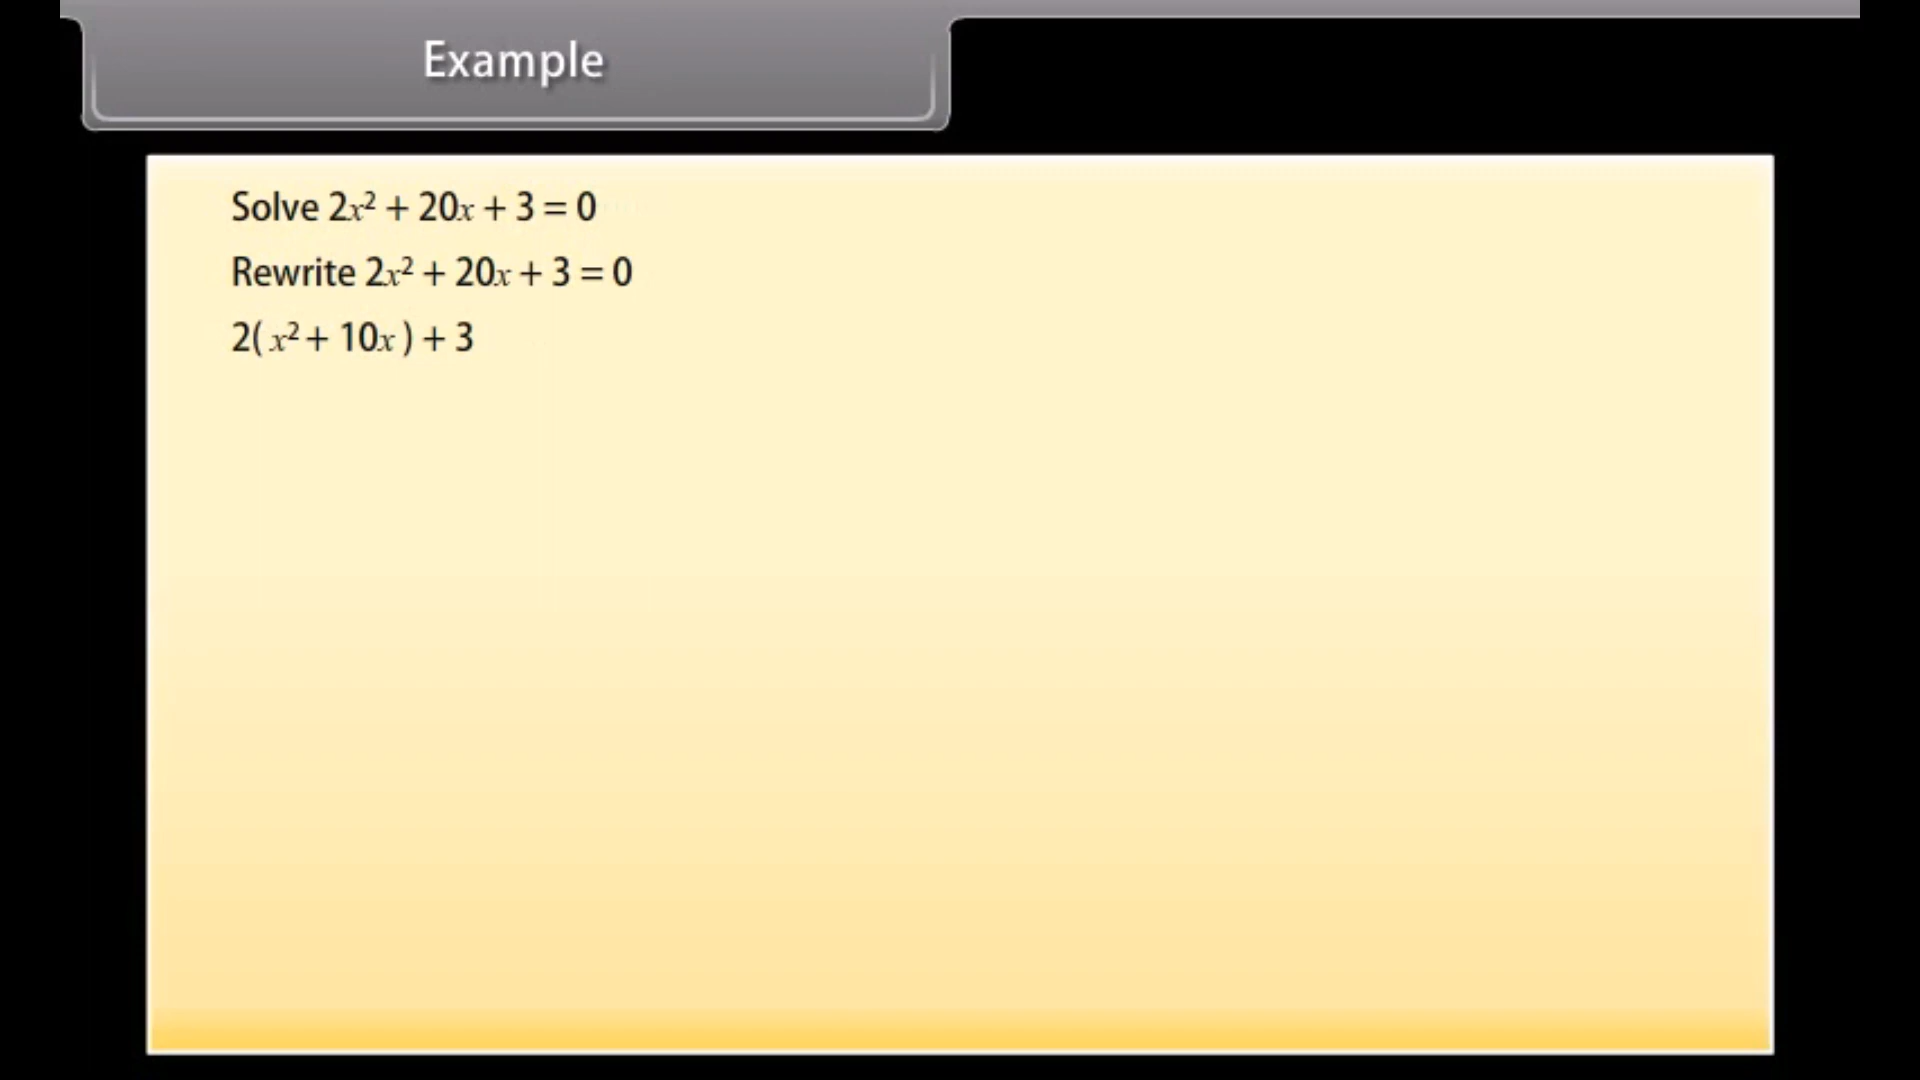 Example
Solve 2x² + 20x + 3 = 0
Rewrite 2x² + 20x + 3 = 0
2( x² + 10x ) + 3